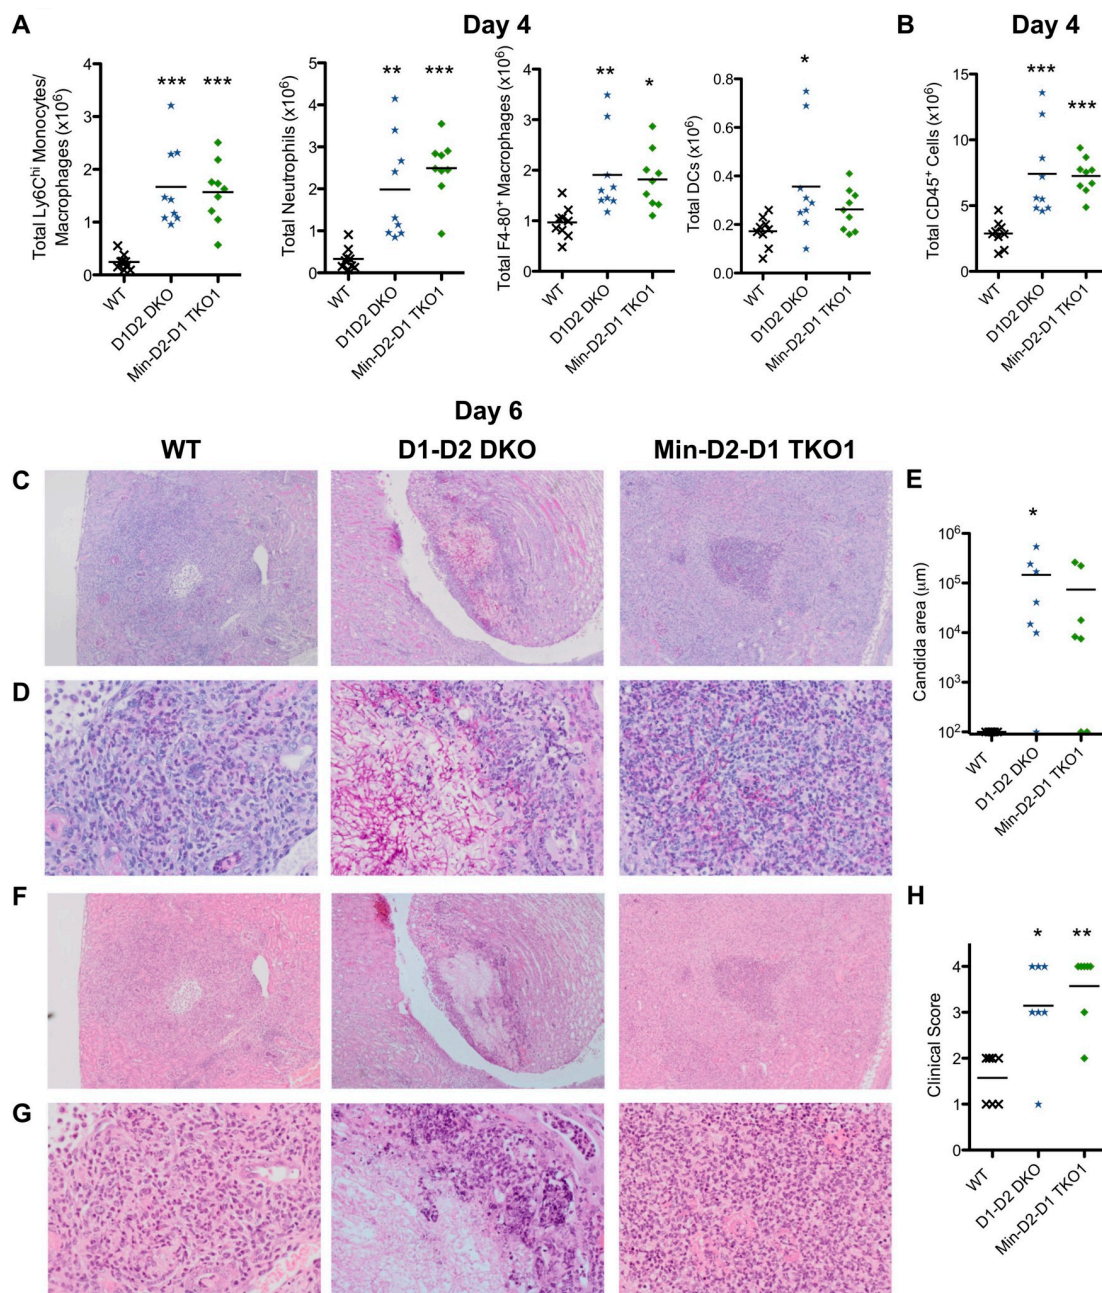 A
Day 4
B
Day 4
Total Ly6Chi Monocytes/
Macrophages (x10⁶)
4
3
2
1
0
***
***
WT
D1D2 DKO
Min-D2-D1 TKO1
Total Neutrophils (x10⁶)
5
4
3
2
1
0
**
***
WT
D1D2 DKO
Min-D2-D1 TKO1
Total F4-80⁺ Macrophages (x10⁶)
4
3
2
1
0
**
*
WT
D1D2 DKO
Min-D2-D1 TKO1
Total DCs (x10⁶)
0.8
0.6
0.4
0.2
0.0
*
WT
D1D2 DKO
Min-D2-D1 TKO1
Total CD45⁺ Cells (x10⁶)
15
10
5
0
***
***
WT
D1D2 DKO
Min-D2-D1 TKO1
Day 6
WT
D1-D2 DKO
Min-D2-D1 TKO1
C
D
E
Candida area (μm)
10⁶
10⁵
10⁴
10³
10²
*
WT
D1-D2 DKO
Min-D2-D1 TKO1
F
G
H
Clinical Score
4
3
2
1
0
*
**
WT
D1-D2 DKO
Min-D2-D1 TKO1